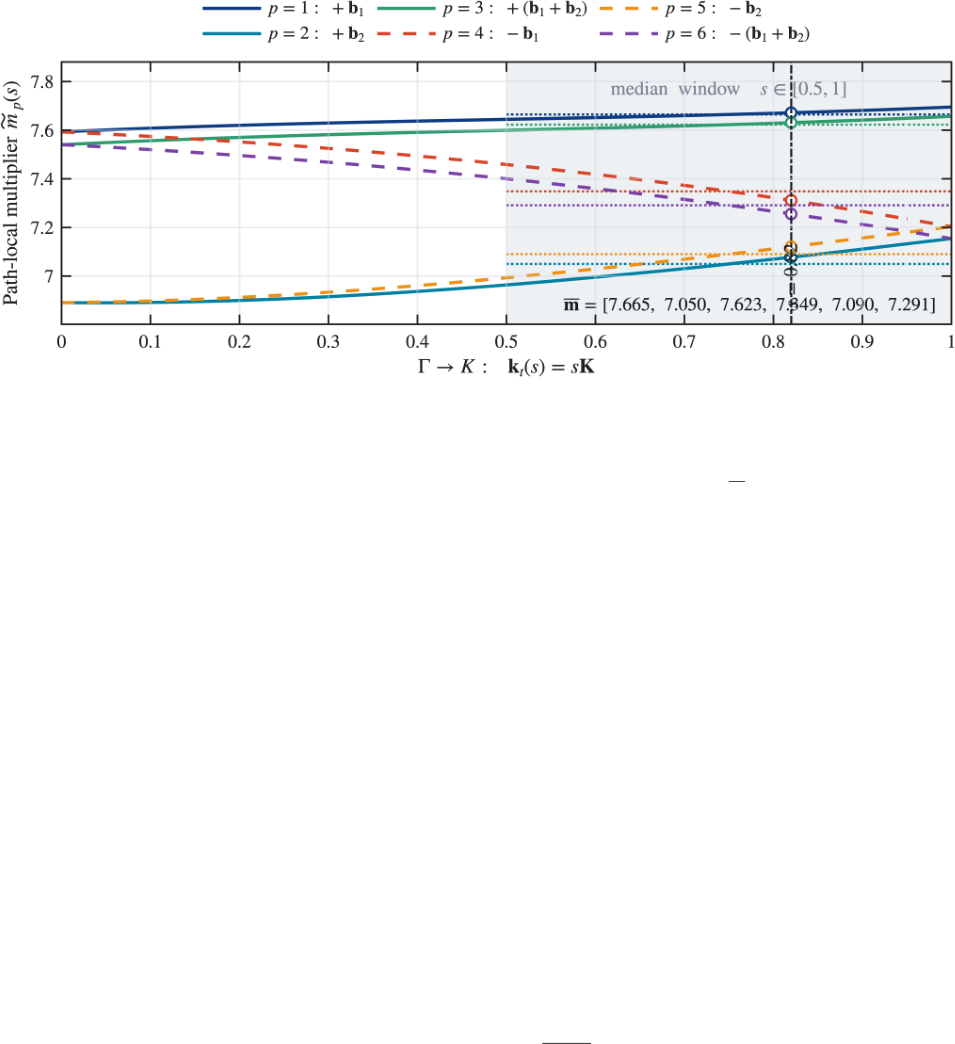 p = 1 : + b₁ p = 3 : + (b₁ + b₂) p = 5 : − b₂
p = 2 : + b₂ p = 4 : − b₁ p = 6 : − (b₁ + b₂)
Path-local multiplier m̃ₚ(s)
median window s ∈ [0.5, 1]
7.8
7.6
7.4
7.2
7
m̅ = [7.665, 7.050, 7.623, 7.349, 7.090, 7.291]
0 0.1 0.2 0.3 0.4 0.5 0.6 0.7 0.8 0.9 1
Γ → K : kₜ(s) = sK